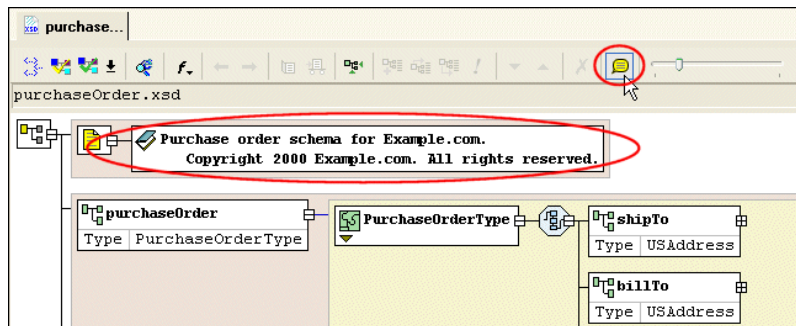 XSD purchase...
f
purchaseOrder.xsd
Purchase order schema for Example.com.
Copyright 2000 Example.com. All rights reserved.
purchaseOrder
Type PurchaseOrderType
PurchaseOrderType
shipTo
Type USAddress
billTo
Type USAddress